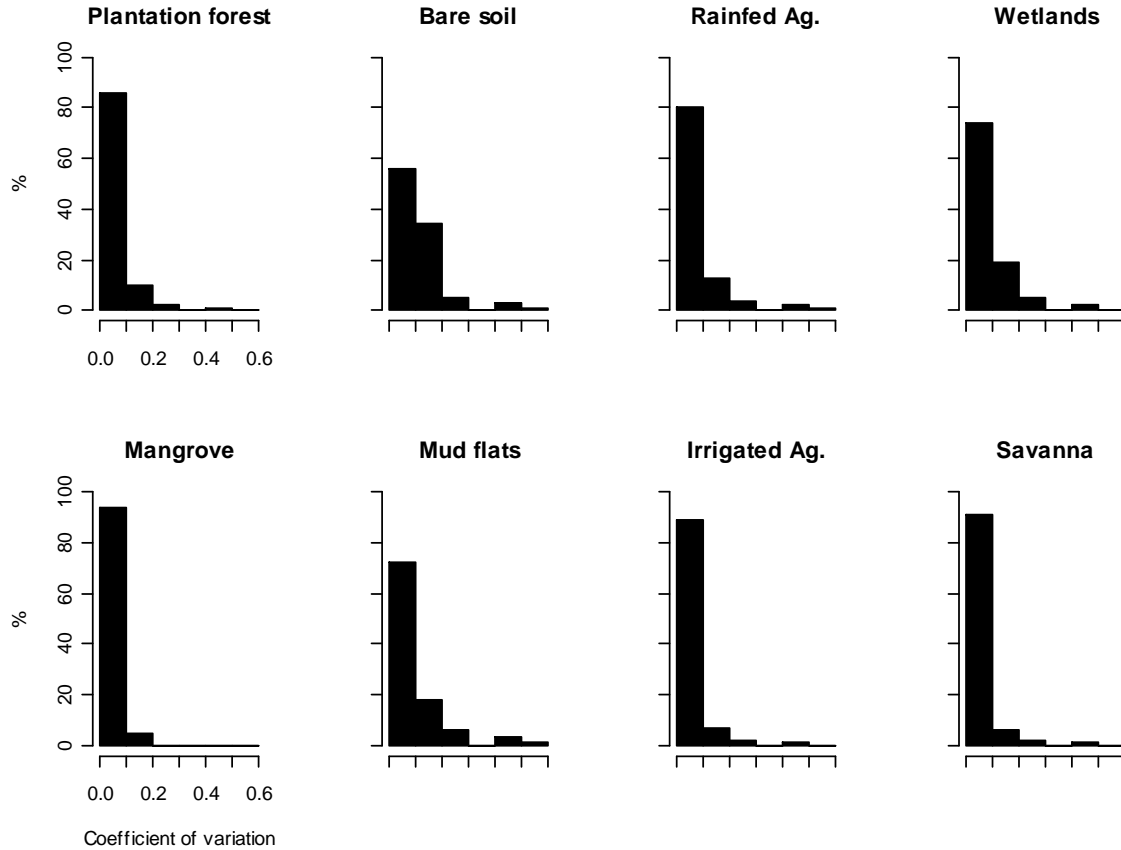 Plantation forest Bare soil Rainfed Ag. Wetlands
100
80
60
%
40
20
0
0.0 0.2 0.4 0.6
Mangrove Mud flats Irrigated Ag. Savanna
100
80
60
%
40
20
0
0.0 0.2 0.4 0.6
Coefficient of variation